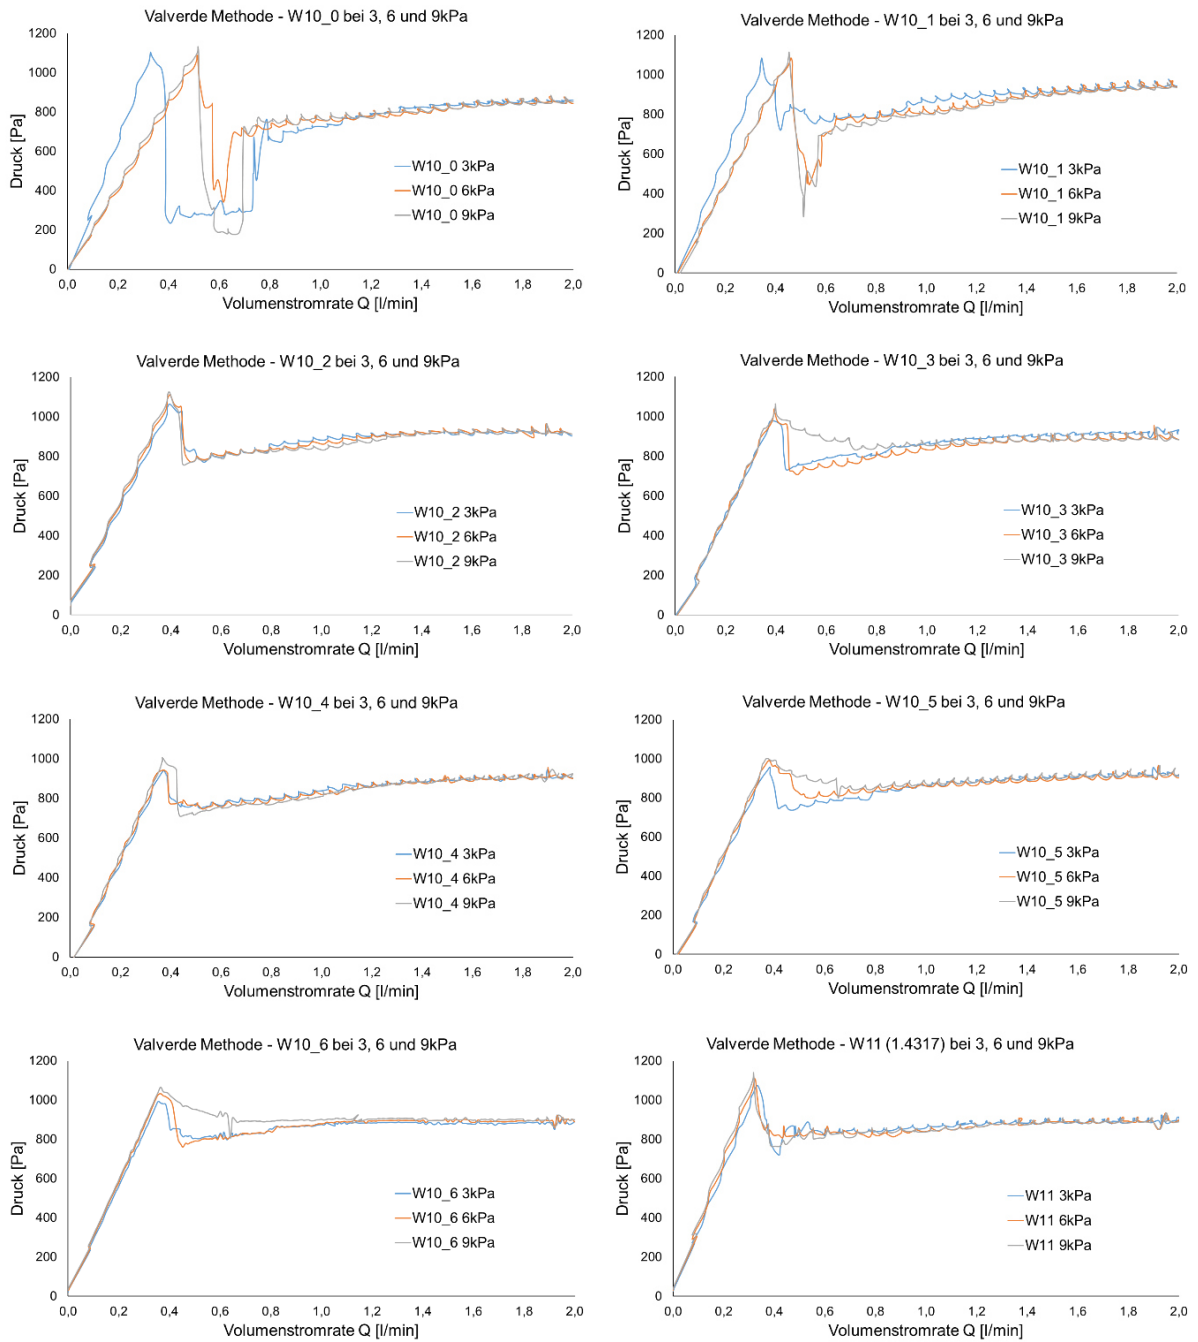 Valverde Methode - W10_0 bei 3, 6 und 9kPa
1200
1000
800
600
400
200
0
Druck [Pa]
W10_0 3kPa
W10_0 6kPa
W10_0 9kPa
0,0 0,2 0,4 0,6 0,8 1,0 1,2 1,4 1,6 1,8 2,0
Volumenstromrate Q [l/min]
Valverde Methode - W10_1 bei 3, 6 und 9kPa
1200
1000
800
600
400
200
0
Druck [Pa]
W10_1 3kPa
W10_1 6kPa
W10_1 9kPa
0,0 0,2 0,4 0,6 0,8 1,0 1,2 1,4 1,6 1,8 2,0
Volumenstromrate Q [l/min]
Valverde Methode - W10_2 bei 3, 6 und 9kPa
1200
1000
800
600
400
200
0
Druck [Pa]
W10_2 3kPa
W10_2 6kPa
W10_2 9kPa
0,0 0,2 0,4 0,6 0,8 1,0 1,2 1,4 1,6 1,8 2,0
Volumenstromrate Q [l/min]
Valverde Methode - W10_3 bei 3, 6 und 9kPa
1200
1000
800
600
400
200
0
Druck [Pa]
W10_3 3kPa
W10_3 6kPa
W10_3 9kPa
0,0 0,2 0,4 0,6 0,8 1,0 1,2 1,4 1,6 1,8 2,0
Volumenstromrate Q [l/min]
Valverde Methode - W10_4 bei 3, 6 und 9kPa
1200
1000
800
600
400
200
0
Druck [Pa]
W10_4 3kPa
W10_4 6kPa
W10_4 9kPa
0,0 0,2 0,4 0,6 0,8 1,0 1,2 1,4 1,6 1,8 2,0
Volumenstromrate Q [l/min]
Valverde Methode - W10_5 bei 3, 6 und 9kPa
1200
1000
800
600
400
200
0
Druck [Pa]
W10_5 3kPa
W10_5 6kPa
W10_5 9kPa
0,0 0,2 0,4 0,6 0,8 1,0 1,2 1,4 1,6 1,8 2,0
Volumenstromrate Q [l/min]
Valverde Methode - W10_6 bei 3, 6 und 9kPa
1200
1000
800
600
400
200
0
Druck [Pa]
W10_6 3kPa
W10_6 6kPa
W10_6 9kPa
0,0 0,2 0,4 0,6 0,8 1,0 1,2 1,4 1,6 1,8 2,0
Volumenstromrate Q [l/min]
Valverde Methode - W11 (1.4317) bei 3, 6 und 9kPa
1200
1000
800
600
400
200
0
Druck [Pa]
W11 3kPa
W11 6kPa
W11 9kPa
0,0 0,2 0,4 0,6 0,8 1,0 1,2 1,4 1,6 1,8 2,0
Volumenstromrate Q [l/min]